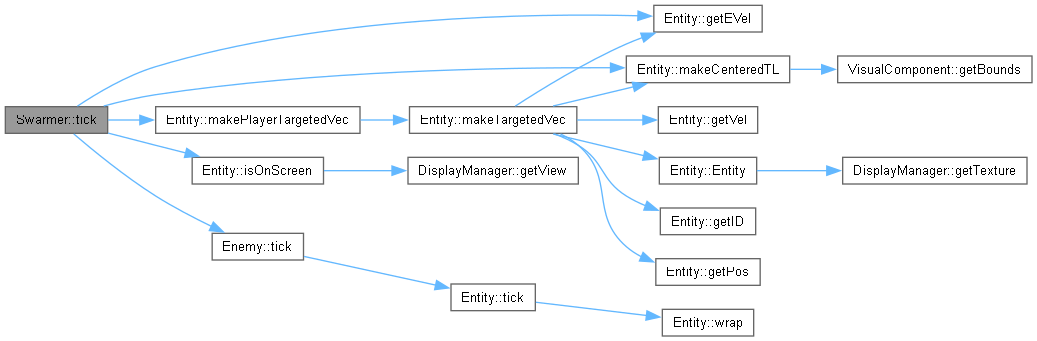 Entity::getEVel
Entity::makeCenteredTL
VisualComponent::getBounds
Swarmer::tick
Entity::makePlayerTargetedVec
Entity::makeTargetedVec
Entity::getVel
Entity::isOnScreen
DisplayManager::getView
Entity::Entity
DisplayManager::getTexture
Entity::getID
Enemy::tick
Entity::getPos
Entity::tick
Entity::wrap